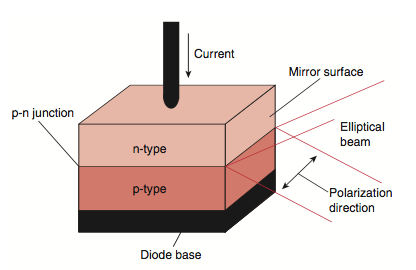 Current
Mirror surface
p-n junction
Elliptical
beam
n-type
p-type
Polarization
direction
Diode base